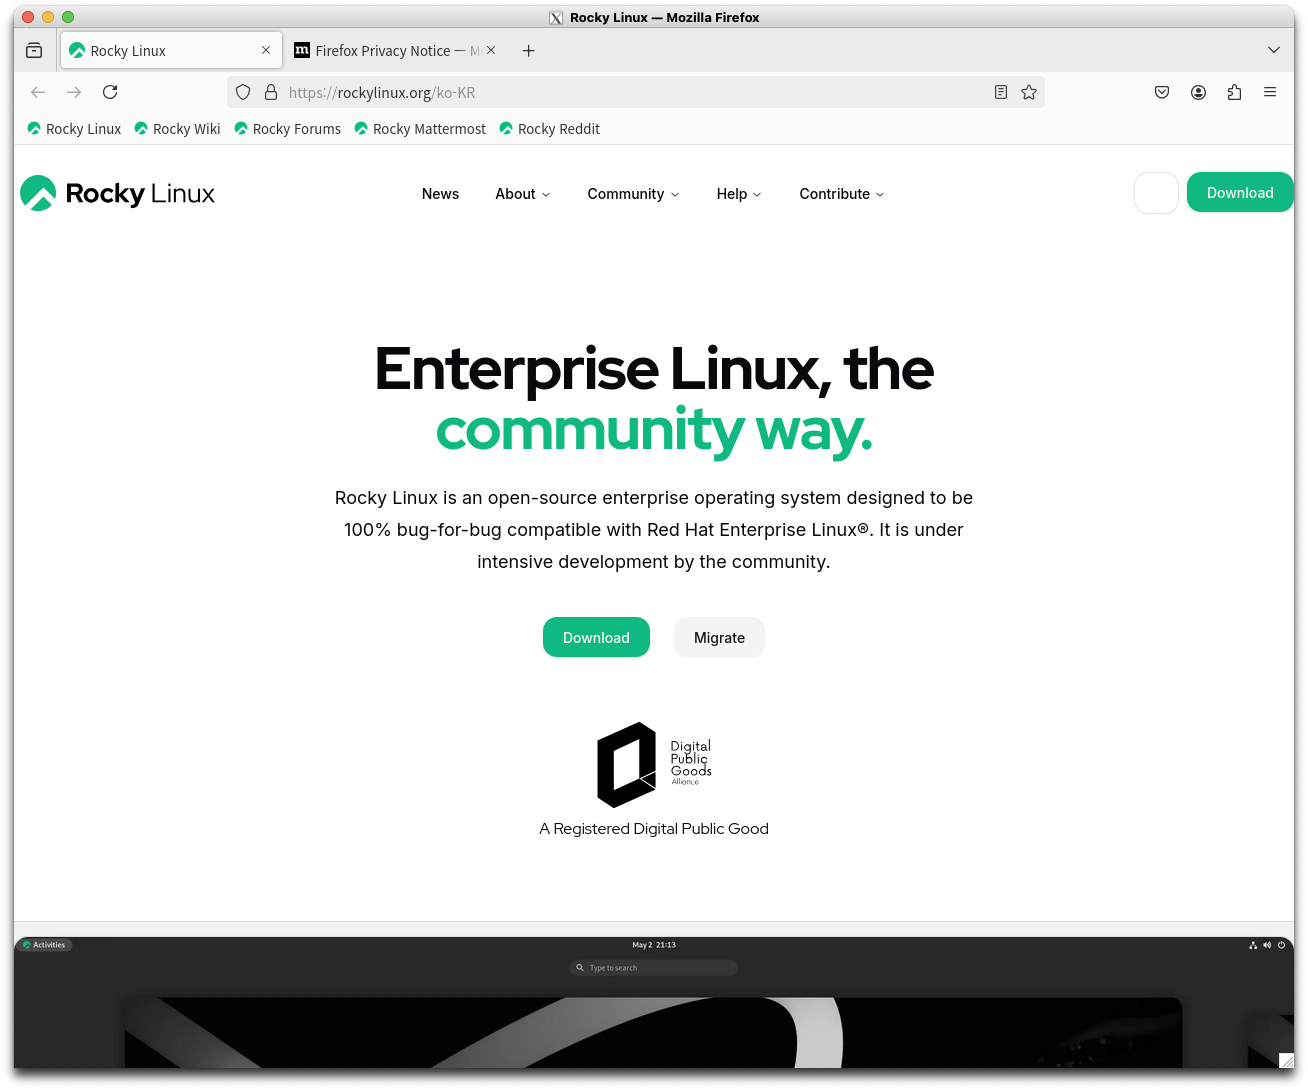 Rocky Linux — Mozilla Firefox
Rocky Linux
Firefox Privacy Notice —
https://rockylinux.org/ko-KR
Rocky Linux Rocky Wiki Rocky Forums Rocky Mattermost Rocky Reddit
Rocky Linux
News About Community Help Contribute
Download
Enterprise Linux, the
community way.
Rocky Linux is an open-source enterprise operating system designed to be
100% bug-for-bug compatible with Red Hat Enterprise Linux®. It is under
intensive development by the community.
Download Migrate
Digital
Public
Goods
Alliance
A Registered Digital Public Good
Activities
May 2 21:13
Type to search